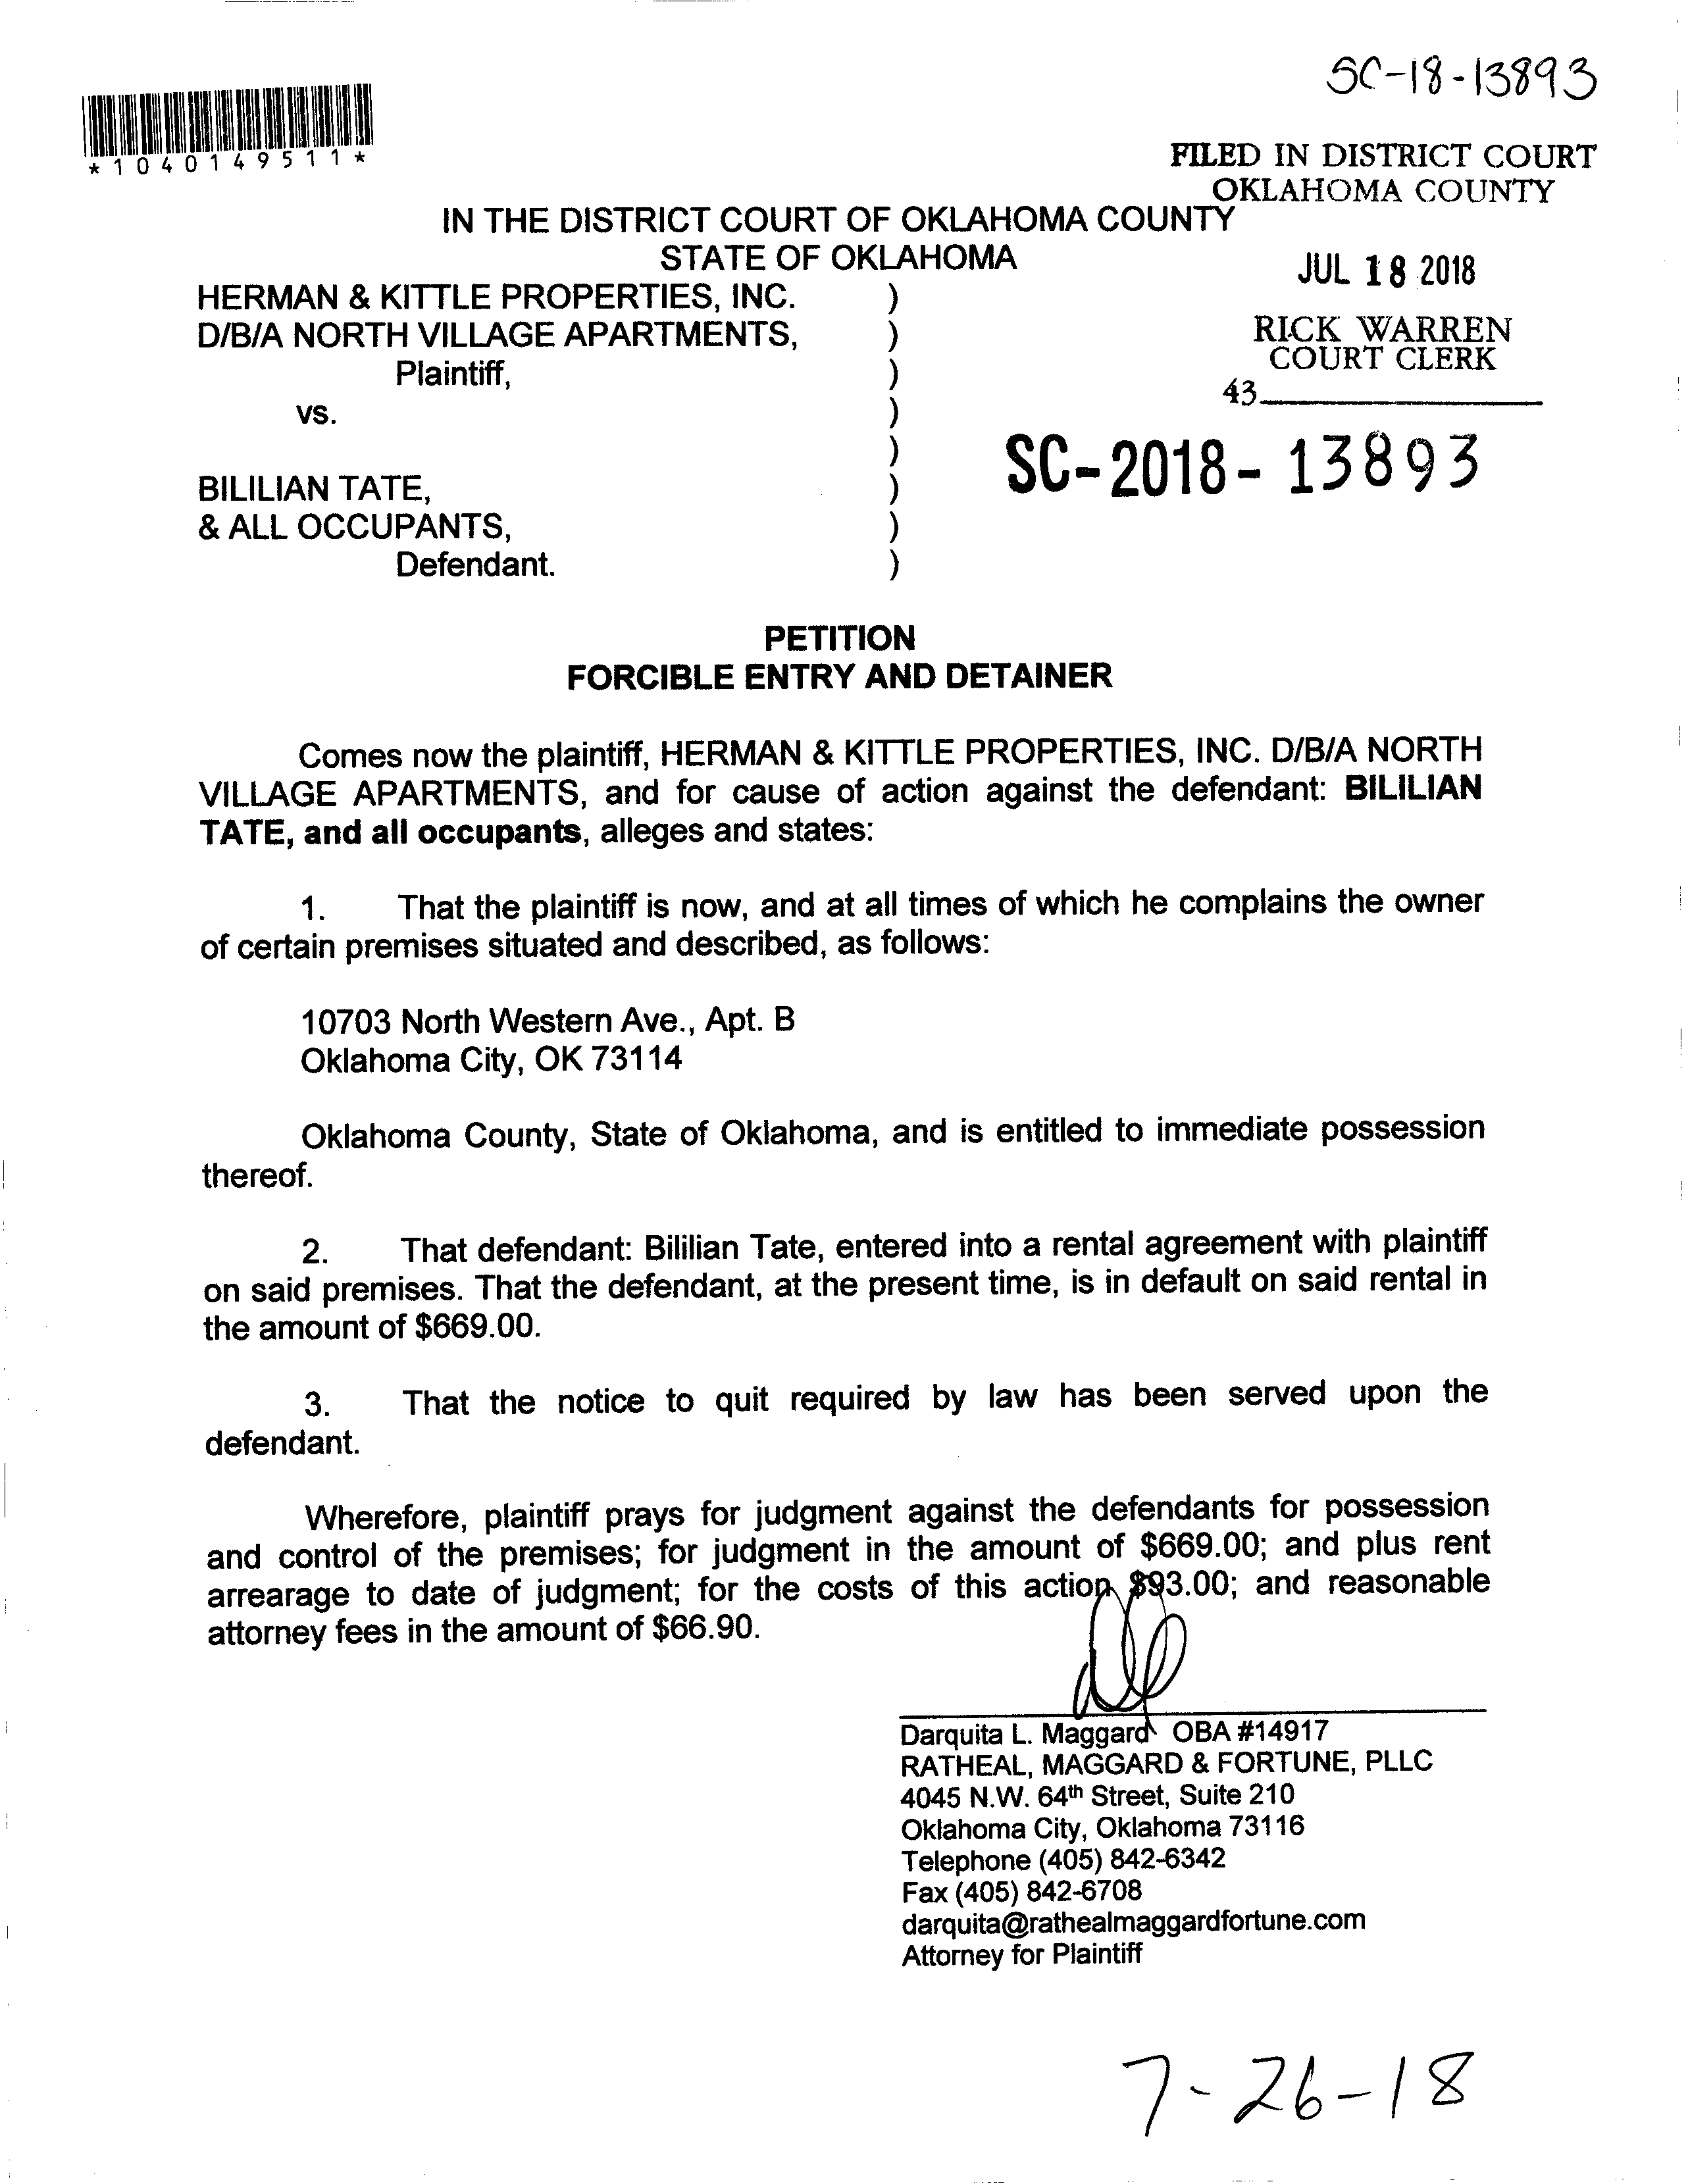 SC-18-13893
*1040149511*
FILED IN DISTRICT COURT
OKLAHOMA COUNTY
IN THE DISTRICT COURT OF OKLAHOMA COUNTY
STATE OF OKLAHOMA
JUL 18 2018
HERMAN & KITTLE PROPERTIES, INC. )
D/B/A NORTH VILLAGE APARTMENTS, )
RICK WARREN
COURT CLERK
Plaintiff, )
43
vs. )
)
SC-2018-13893
BILILIAN TATE, )
& ALL OCCUPANTS, )
Defendant. )
PETITION
FORCIBLE ENTRY AND DETAINER
Comes now the plaintiff, HERMAN & KITTLE PROPERTIES, INC. D/B/A NORTH
VILLAGE APARTMENTS, and for cause of action against the defendant: BILILIAN
TATE, and all occupants, alleges and states:
1. That the plaintiff is now, and at all times of which he complains the owner
of certain premises situated and described, as follows:
10703 North Western Ave., Apt. B
Oklahoma City, OK 73114
Oklahoma County, State of Oklahoma, and is entitled to immediate possession
thereof.
2. That defendant: Bililian Tate, entered into a rental agreement with plaintiff
on said premises. That the defendant, at the present time, is in default on said rental in
the amount of $669.00.
3. That the notice to quit required by law has been served upon the
defendant.
Wherefore, plaintiff prays for judgment against the defendants for possession
and control of the premises; for judgment in the amount of $669.00; and plus rent
arrearage to date of judgment; for the costs of this action, $93.00; and reasonable
attorney fees in the amount of $66.90.
Darquita L. Maggard OBA #14917
RATHEAL, MAGGARD & FORTUNE, PLLC
4045 N.W. 64th Street, Suite 210
Oklahoma City, Oklahoma 73116
Telephone (405) 842-6342
Fax (405) 842-6708
darquita@rathealmaggardfortune.com
Attorney for Plaintiff
7-26-18